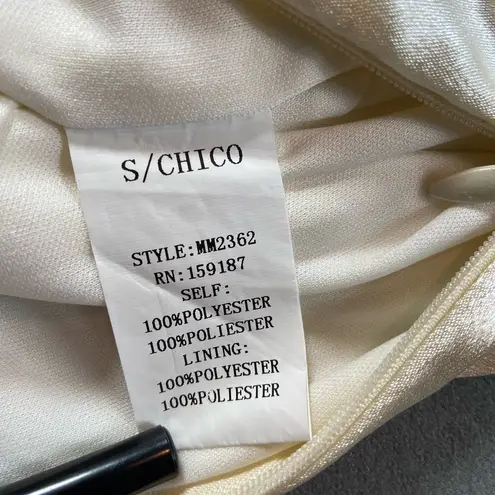 S/CHICO
STYLE:MM2362
RN:159187
SELF:
100%POLYESTER
100%POLIESTER
LINING:
100%POLYESTER
100%POLIESTER